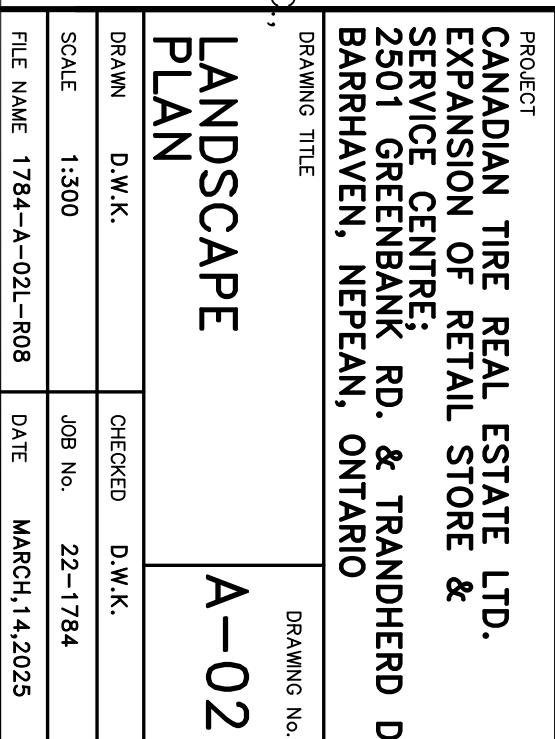 PROJECT
CANADIAN TIRE REAL ESTATE LTD.
EXPANSION OF RETAIL STORE &
SERVICE CENTRE;
2501 GREENBANK RD. & TRANDHERD D
BARRHAVEN, NEPEAN, ONTARIO
DRAWING TITLE
LANDSCAPE
PLAN
DRAWING No.
A-02
DRAWN D.W.K.
CHECKED D.W.K.
SCALE 1:300
JOB No. 22-1784
FILE NAME 1784-A-02L-R08
DATE MARCH,14,2025